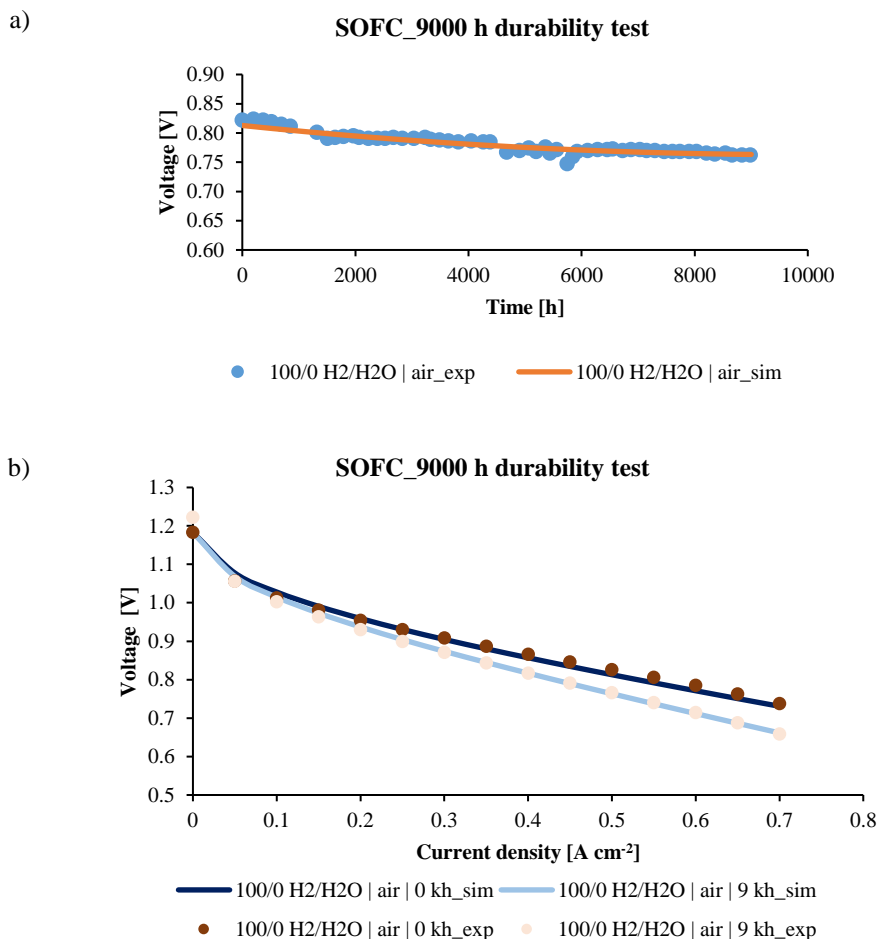 a)
SOFC_9000 h durability test
0.90
0.85
0.80
0.75
0.70
0.65
0.60
Voltage [V]
0 2000 4000 6000 8000 10000
Time [h]
100/0 H2/H2O | air_exp 100/0 H2/H2O | air_sim
b)
SOFC_9000 h durability test
1.3
1.2
1.1
1.0
0.9
0.8
0.7
0.6
0.5
Voltage [V]
0 0.1 0.2 0.3 0.4 0.5 0.6 0.7 0.8
Current density [A cm⁻²]
100/0 H2/H2O | air | 0 kh_sim 100/0 H2/H2O | air | 9 kh_sim
100/0 H2/H2O | air | 0 kh_exp 100/0 H2/H2O | air | 9 kh_exp